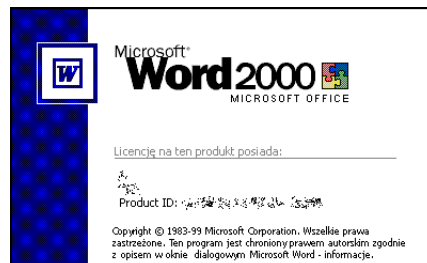 Microsoft®
W
Word 2000
MICROSOFT OFFICE
Licencję na ten produkt posiada:
Product ID:
Copyright © 1983-99 Microsoft Corporation. Wszelkie prawa
zastrzeżone. Ten program jest chroniony prawem autorskim zgodnie
z opisem w oknie dialogowym Microsoft Word - informacje.